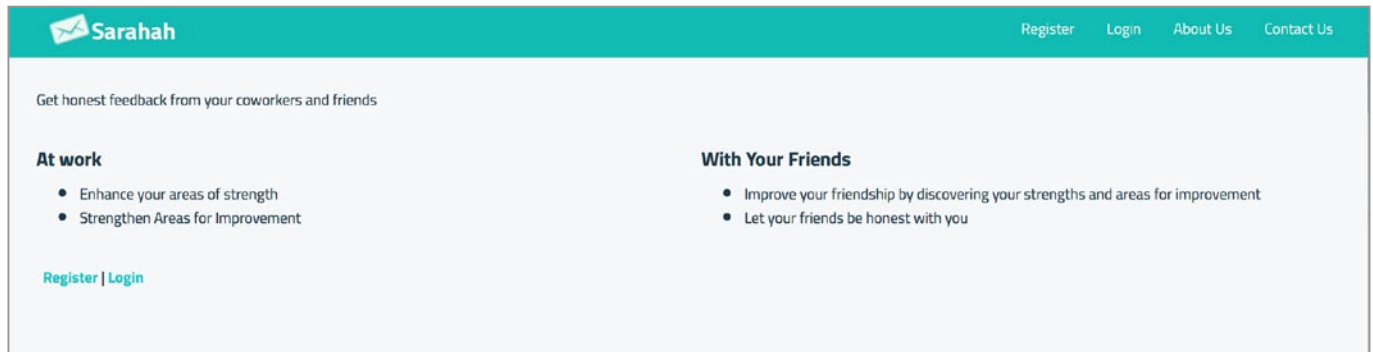 Sarahah
Register Login About Us Contact Us
Get honest feedback from your coworkers and friends
At work
Enhance your areas of strength
Strengthen Areas for Improvement
With Your Friends
Improve your friendship by discovering your strengths and areas for improvement
Let your friends be honest with you
Register | Login